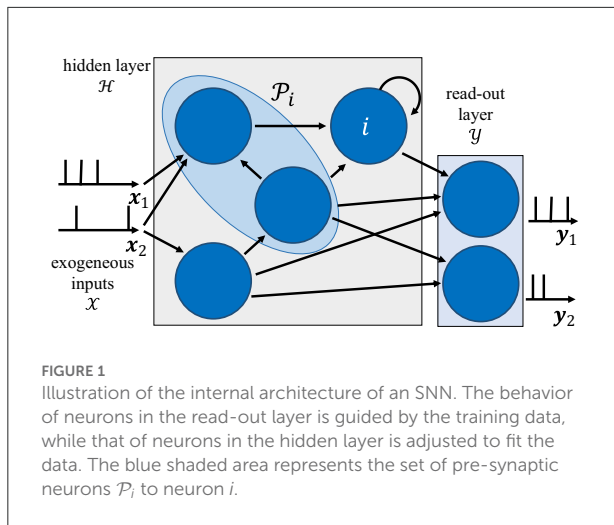 hidden layer
ℋ
𝒫ᵢ
i
read-out
layer
𝒴
x₁
x₂
exogeneous
inputs
𝒳
y₁
y₂
FIGURE 1
Illustration of the internal architecture of an SNN. The behavior
of neurons in the read-out layer is guided by the training data,
while that of neurons in the hidden layer is adjusted to fit the
data. The blue shaded area represents the set of pre-synaptic
neurons 𝒫ᵢ to neuron i.